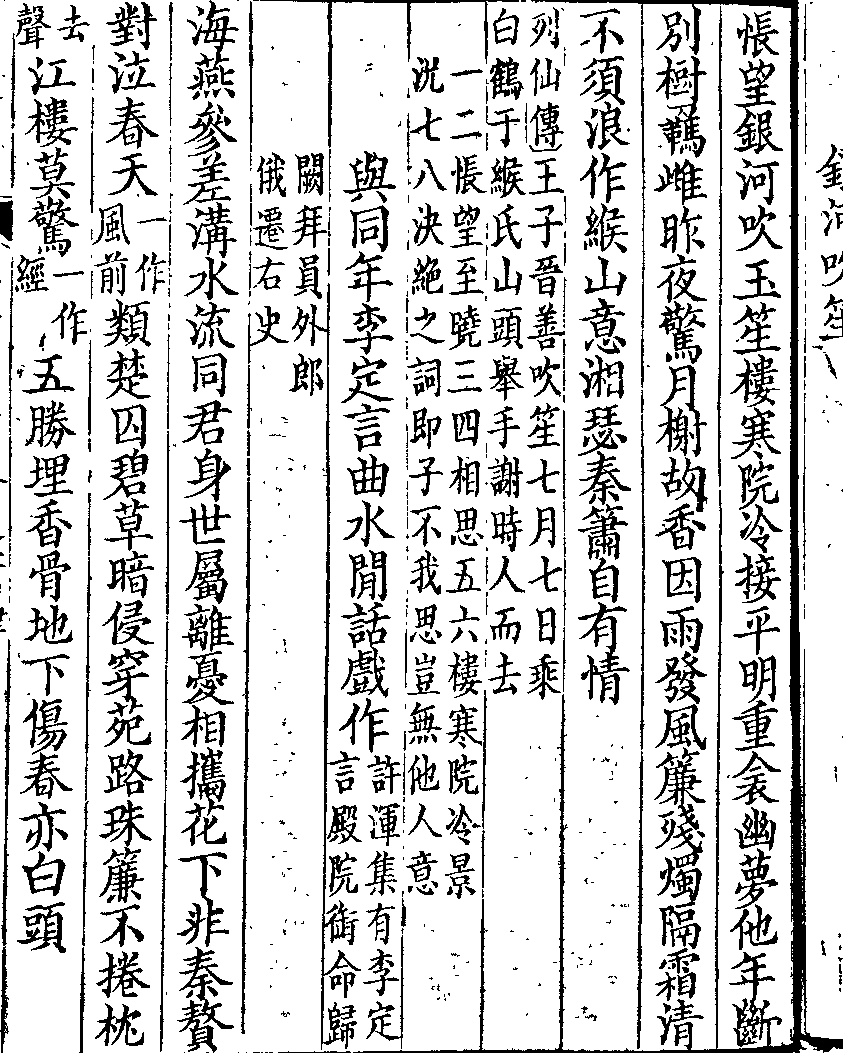 銀河吹笙
悵望銀河吹玉笙樓寒院冷接平明重衾幽夢他年斷
別樹羈雌昨夜驚月榭故香因雨發風簾殘燭隔霜清
不須浪作緱山意湘瑟秦簫自有情
列仙傳王子晉善吹笙七月七日乘
白鶴于緱氏山頭舉手謝時人而去
一二悵望至曉三四相思五六樓寒院冷景
況七八決絕之詞即子不我思豈無他人意
與同年李定言曲水閒話戲作許渾集有李定言殿院銜命歸
闕拜員外郎
俄遷右史
海燕參差溝水流同君身世屬離憂相攜花下非秦贅
對泣春天一作風前類楚囚碧草暗侵穿苑路珠簾不捲枕
去聲江樓莫驚一作經五勝埋香骨地下傷春亦白頭